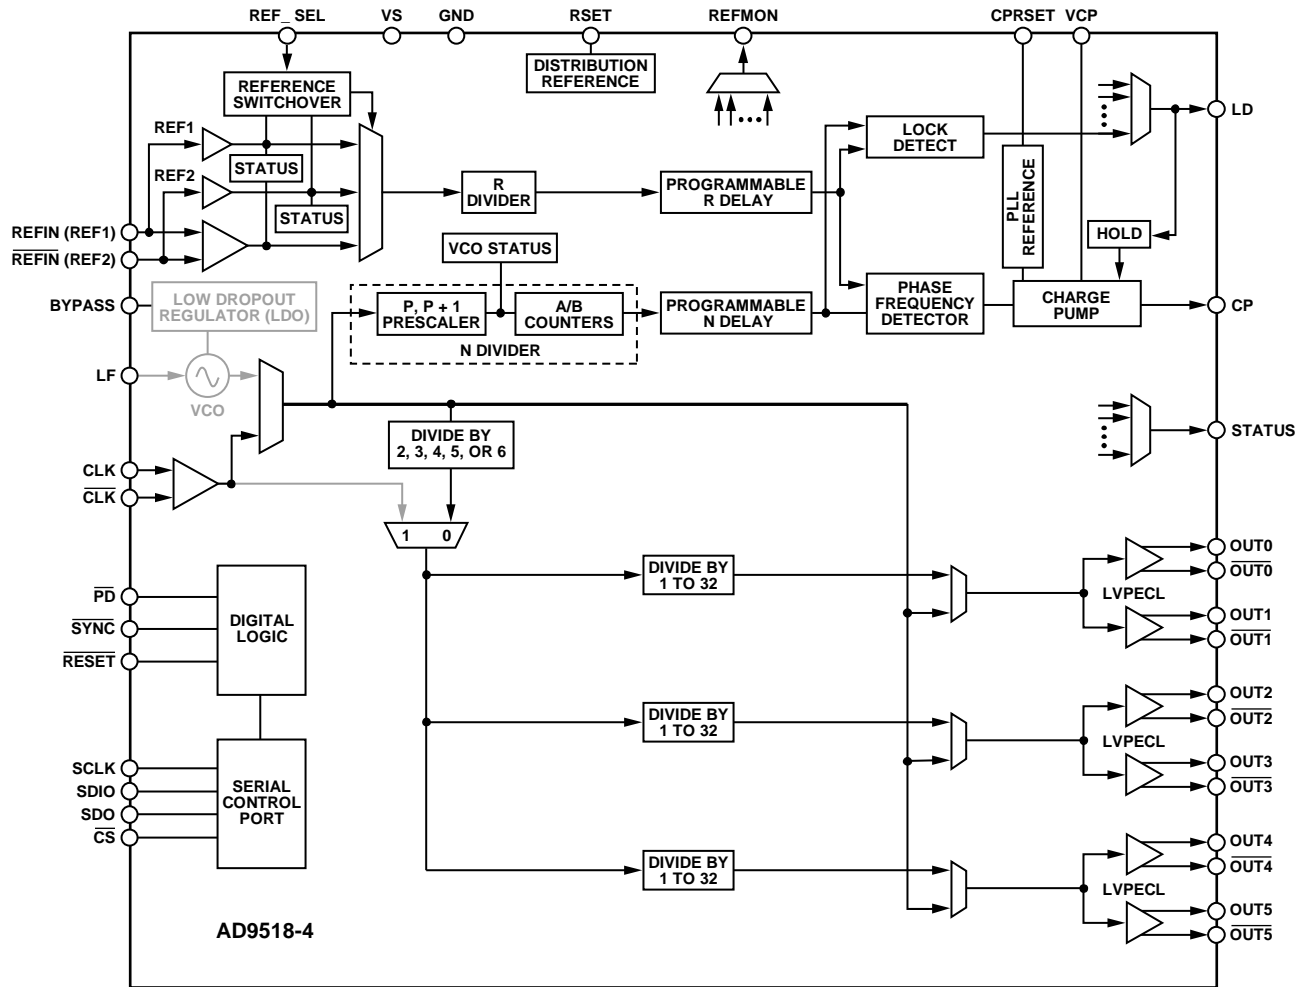 REF_ SEL
VS
GND
RSET
REFMON
CPRSET
VCP
DISTRIBUTION
REFERENCE
REFERENCE
SWITCHOVER
REF1
STATUS
REF2
STATUS
REFIN (REF1)
REFIN (REF2)
R
DIVIDER
PROGRAMMABLE
R DELAY
LOCK
DETECT
LD
PLL
REFERENCE
HOLD
VCO STATUS
BYPASS
LOW DROPOUT
REGULATOR (LDO)
P, P + 1
PRESCALER
A/B
COUNTERS
N DIVIDER
PROGRAMMABLE
N DELAY
PHASE
FREQUENCY
DETECTOR
CHARGE
PUMP
CP
LF
VCO
DIVIDE BY
2, 3, 4, 5, OR 6
STATUS
CLK
CLK
1 0
DIVIDE BY
1 TO 32
LVPECL
OUT0
OUT0
OUT1
OUT1
PD
SYNC
RESET
DIGITAL
LOGIC
DIVIDE BY
1 TO 32
LVPECL
OUT2
OUT2
OUT3
OUT3
SCLK
SDIO
SDO
CS
SERIAL
CONTROL
PORT
DIVIDE BY
1 TO 32
LVPECL
OUT4
OUT4
OUT5
OUT5
AD9518-4